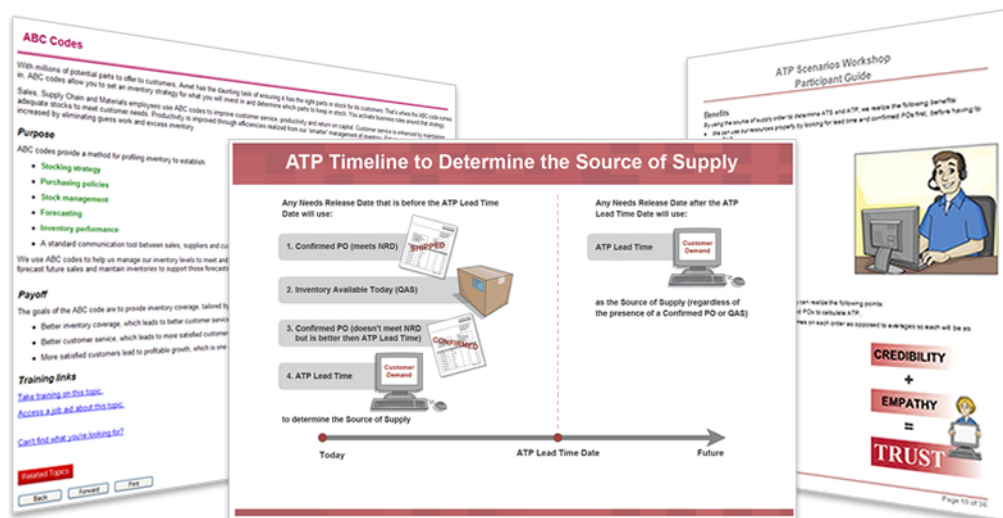 ABC Codes
With millions of potential parts to offer to customers, Avnet has the daunting task of ensuring it has the right parts in stock for its customers. That's where the ABC code comes
in. ABC codes allow you to set an inventory strategy for what you will invest in and determine which parts to keep in stock. You activate business rules around that strategy.
Sales, Supply Chain and Materials employees use ABC codes to improve customer service, productivity and return on capital. Customer service is enhanced by maintaining
adequate stocks to meet customer needs. Productivity is improved through efficiencies realized from our 'smarter' management of inventory.
increased by eliminating guess work and excess inventory.
Purpose
ABC codes provide a method for profiling inventory to establish:
• Stocking strategy
• Purchasing policies
• Stock management
• Forecasting
• Inventory performance
• A standard communication tool between sales, suppliers and
We use ABC codes to help us manage our inventory levels to meet and
forecast future sales and maintain inventories to support those forecasts
Payoff
The goals of the ABC code are to provide inventory coverage, tailored
• Better inventory coverage, which leads to better customer service
• Better customer service, which leads to more satisfied customer
• More satisfied customers lead to profitable growth, which is one
Training links
Take training on this topic.
Access a job aid about this topic.
Can't find what you're looking for?
Related Topics
Back
Forward
Print
ATP Timeline to Determine the Source of Supply
Any Needs Release Date that is before the ATP Lead Time
Date will use:
1. Confirmed PO (meets NRD)
SHIPPED
2. Inventory Available Today (QAS)
3. Confirmed PO (doesn't meet NRD
but is better then ATP Lead Time)
CONFIRMED
4. ATP Lead Time
Customer
Demand
to determine the Source of Supply
Any Needs Release Date after the ATP
Lead Time Date will use:
ATP Lead Time
Customer
Demand
as the Source of Supply (regardless of
the presence of a Confirmed PO or QAS)
Today
ATP Lead Time Date
Future
ATP Scenarios Workshop
Participant Guide
Benefits
By using the source of supply order to determine ATS and ATP, we realize the following benefits:
• We can use our resources properly by looking for lead time and confirmed POs first, before having to
can realize the following points:
POs to calculate ATP.
on each order as opposed to averages so each will be as
CREDIBILITY
+
EMPATHY
=
TRUST
Page 19 of 36